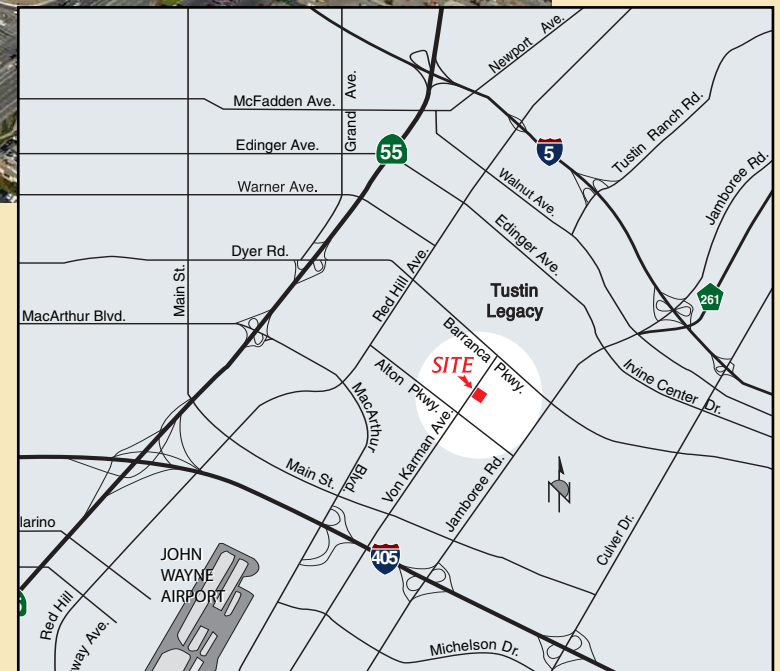 Newport Ave.
McFadden Ave.
Grand Ave.
Edinger Ave.
55
5
Tustin Ranch Rd.
Jamboree Rd.
Warner Ave.
Walnut Ave.
Edinger Ave.
Dyer Rd.
Red Hill Ave.
Main St.
261
Tustin
Legacy
MacArthur Blvd.
Barranca Pkwy.
SITE
Alton Pkwy.
Irvine Center Dr.
MacArthur Blvd.
Von Karman Ave.
Main St.
Jamboree Rd.
Culver Dr.
larino
JOHN
WAYNE
AIRPORT
405
Red Hill
way Ave.
Michelson Dr.